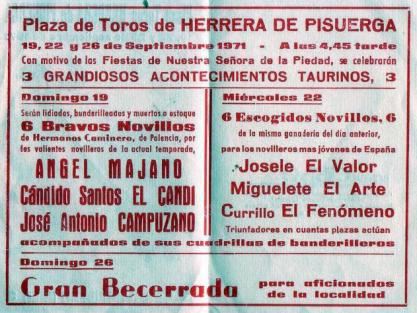 Plaza de Toros de HERRERA DE PISUERGA
19, 22 y 26 de Septiembre 1971 - A las 4,45 tarde
Con motivo de las Fiestas de Nuestra Señora de la Piedad, se celebrarán
3 GRANDIOSOS ACONTECIMIENTOS TAURINOS, 3
Domingo 19
Serán lidiados, banderilleados y muertos a estoque
6 Bravos Novillos
de Hermanos Caminero, de Palencia, por
los valientes novilleros de la actual temporada,
ANGEL MAJANO
Cándido Santos EL CANDI
José Antonio CAMPUZANO
Miércoles 22
6 Escogidos Novillos, 6
de la misma ganadería del día anterior,
para los novilleros mas jóvenes de España
Josele El Valor
Miguelete El Arte
Currillo El Fenómeno
Triunfadores en cuantas plazas actúan
acompañados de sus cuadrillas de banderilleros
Domingo 26
Gran Becerrada para aficionados
de la localidad